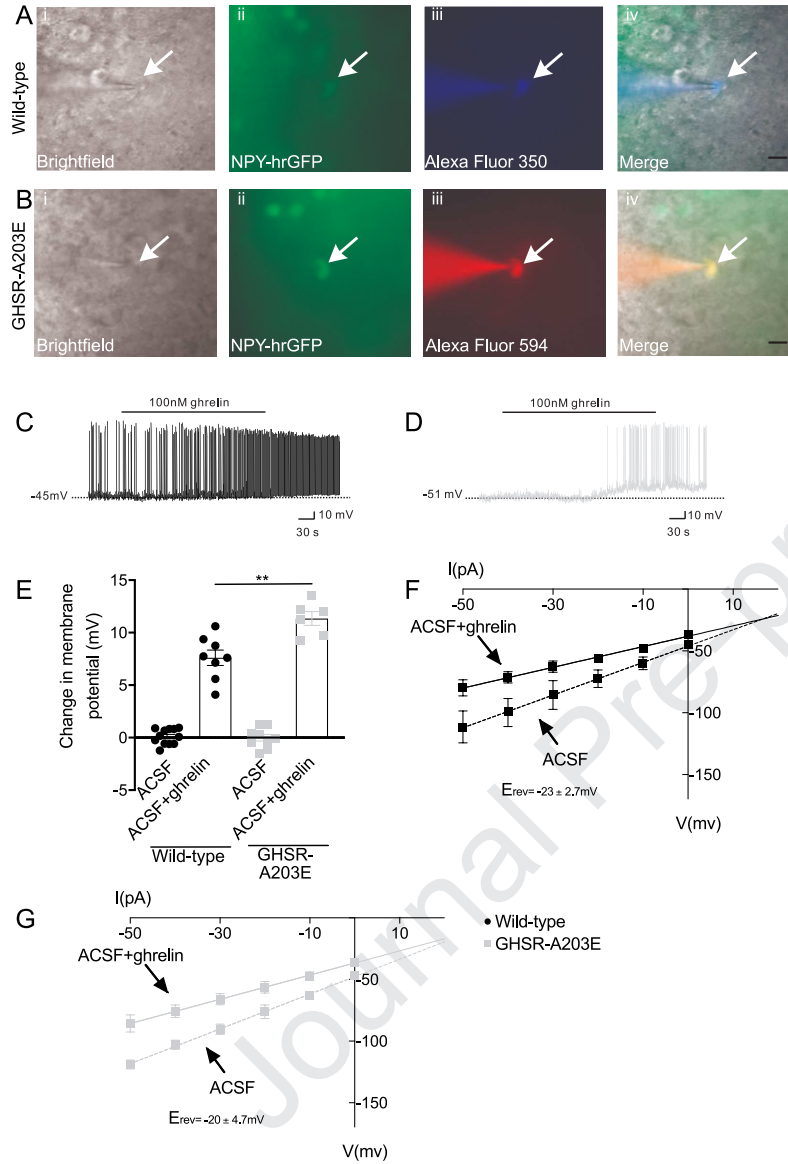 A
Wild-type
i
Brightfield
ii
NPY-hrGFP
iii
Alexa Fluor 350
iv
Merge
B
GHSR-A203E
i
Brightfield
ii
NPY-hrGFP
iii
Alexa Fluor 594
iv
Merge
C
100nM ghrelin
-45mV
10 mV
30 s
D
100nM ghrelin
-51 mV
10 mV
30 s
E
Change in membrane
potential (mV)
15
10
5
0
-5
**
ACSF
ACSF+ghrelin
ACSF
ACSF+ghrelin
Wild-type
GHSR-
A203E
F
I(pA)
-50
-30
-10
10
ACSF+ghrelin
-50
-100
-150
ACSF
Erev= -23 ± 2.7mV
V(mv)
G
I(pA)
-50
-30
-10
10
ACSF+ghrelin
-50
-100
-150
ACSF
Erev= -20 ± 4.7mV
V(mv)
Wild-type
GHSR-A203E
Journal Pre-pr